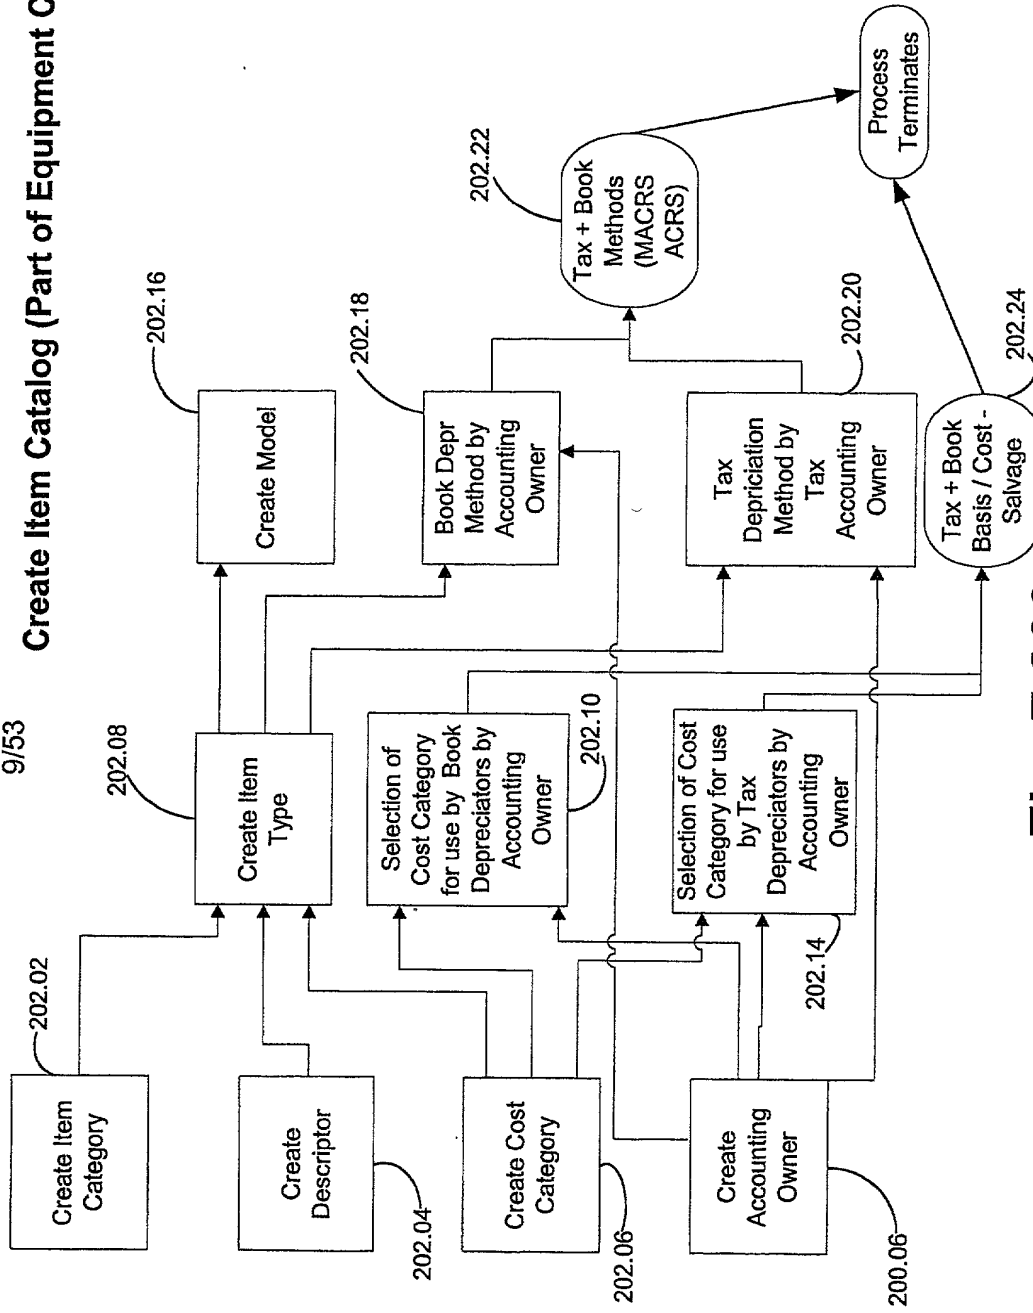 9/53
Create Item Catalog (Part of Equipment
Create Item
Category
202.02
Create
Descriptor
202.04
Create Cost
Category
202.06
Create
Accounting
Owner
200.06
202.08
Create Item
Type
Selection of
Cost Category
for use by Book
Depreciators by
Accounting
Owner
202.10
Selection of Cost
Category for use
by Tax
Depreciators by
Accounting
Owner
202.14
202.16
Create Model
202.18
Book Depr
Method by
Accounting
Owner
202.20
Tax
Depriciation
Method by
Tax
Accounting
Owner
202.22
Tax + Book
Methods
(MACRS
ACRS)
Tax + Book
Basis / Cost -
Salvage
202.24
Process
Terminates